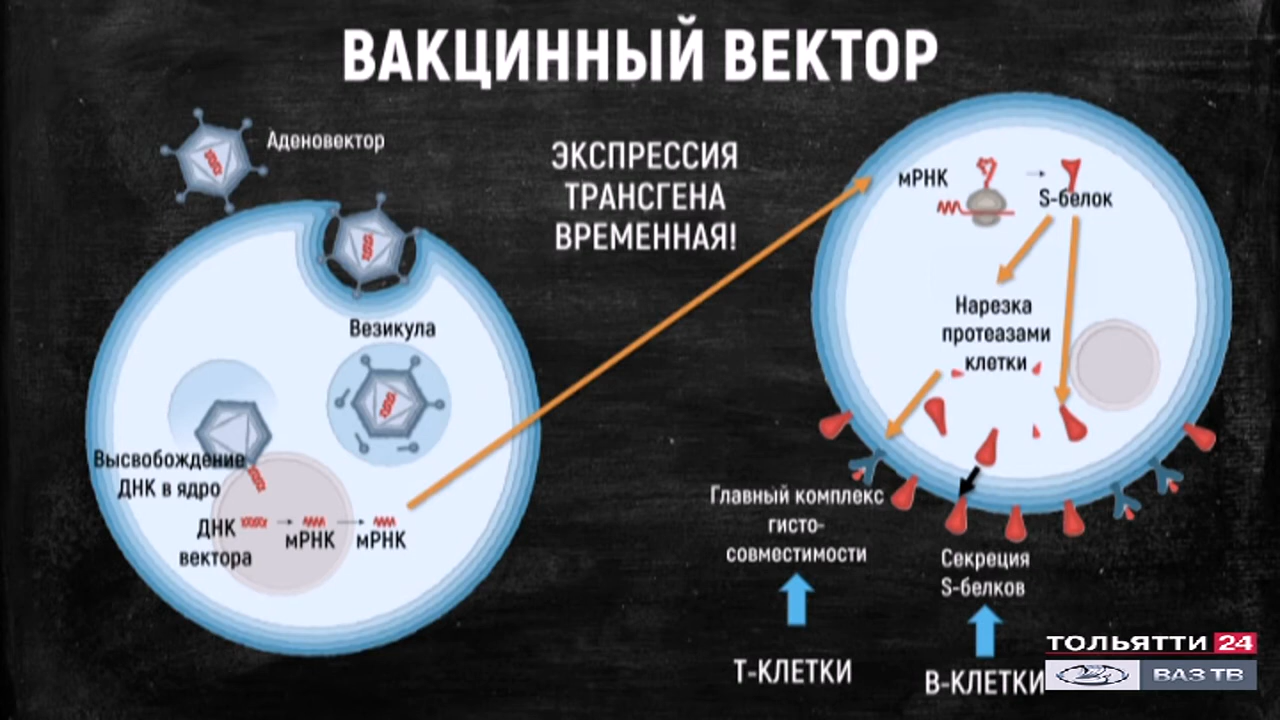 ВАКЦИННЫЙ ВЕКТОР
Аденовектор
ЭКСПРЕССИЯ
ТРАНСГЕНА
ВРЕМЕННАЯ!
Везикула
Высвобождение
ДНК в ядро
ДНК
вектора
мРНК
мРНК
мРНК
S-белок
Нарезка
протеазами
клетки
Главный комплекс
гисто-
совместимости
Секреция
S-белков
Т-КЛЕТКИ
В-КЛЕТКИ
ТОЛЬЯТТИ 24
ВАЗ ТВ